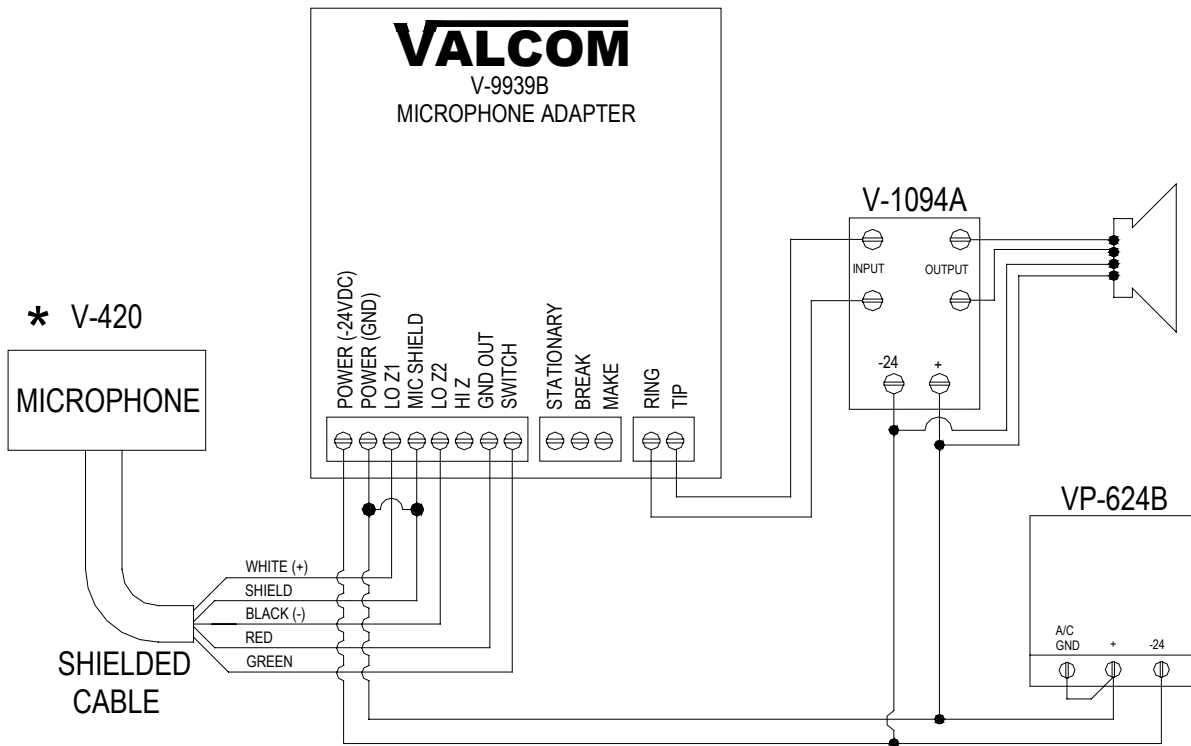 VALCOM
V-9939B
MICROPHONE ADAPTER
* V-420
MICROPHONE
SHIELDED
CABLE
POWER (-24VDC)
POWER (GND)
LO Z1
MIC SHIELD
LO Z2
HI Z
GND OUT
SWITCH
STATIONARY
BREAK
MAKE
RING
TIP
WHITE (+)
SHIELD
BLACK (-)
RED
GREEN
V-1094A
INPUT
OUTPUT
-24
+
VP-624B
A/C
GND
+
-24